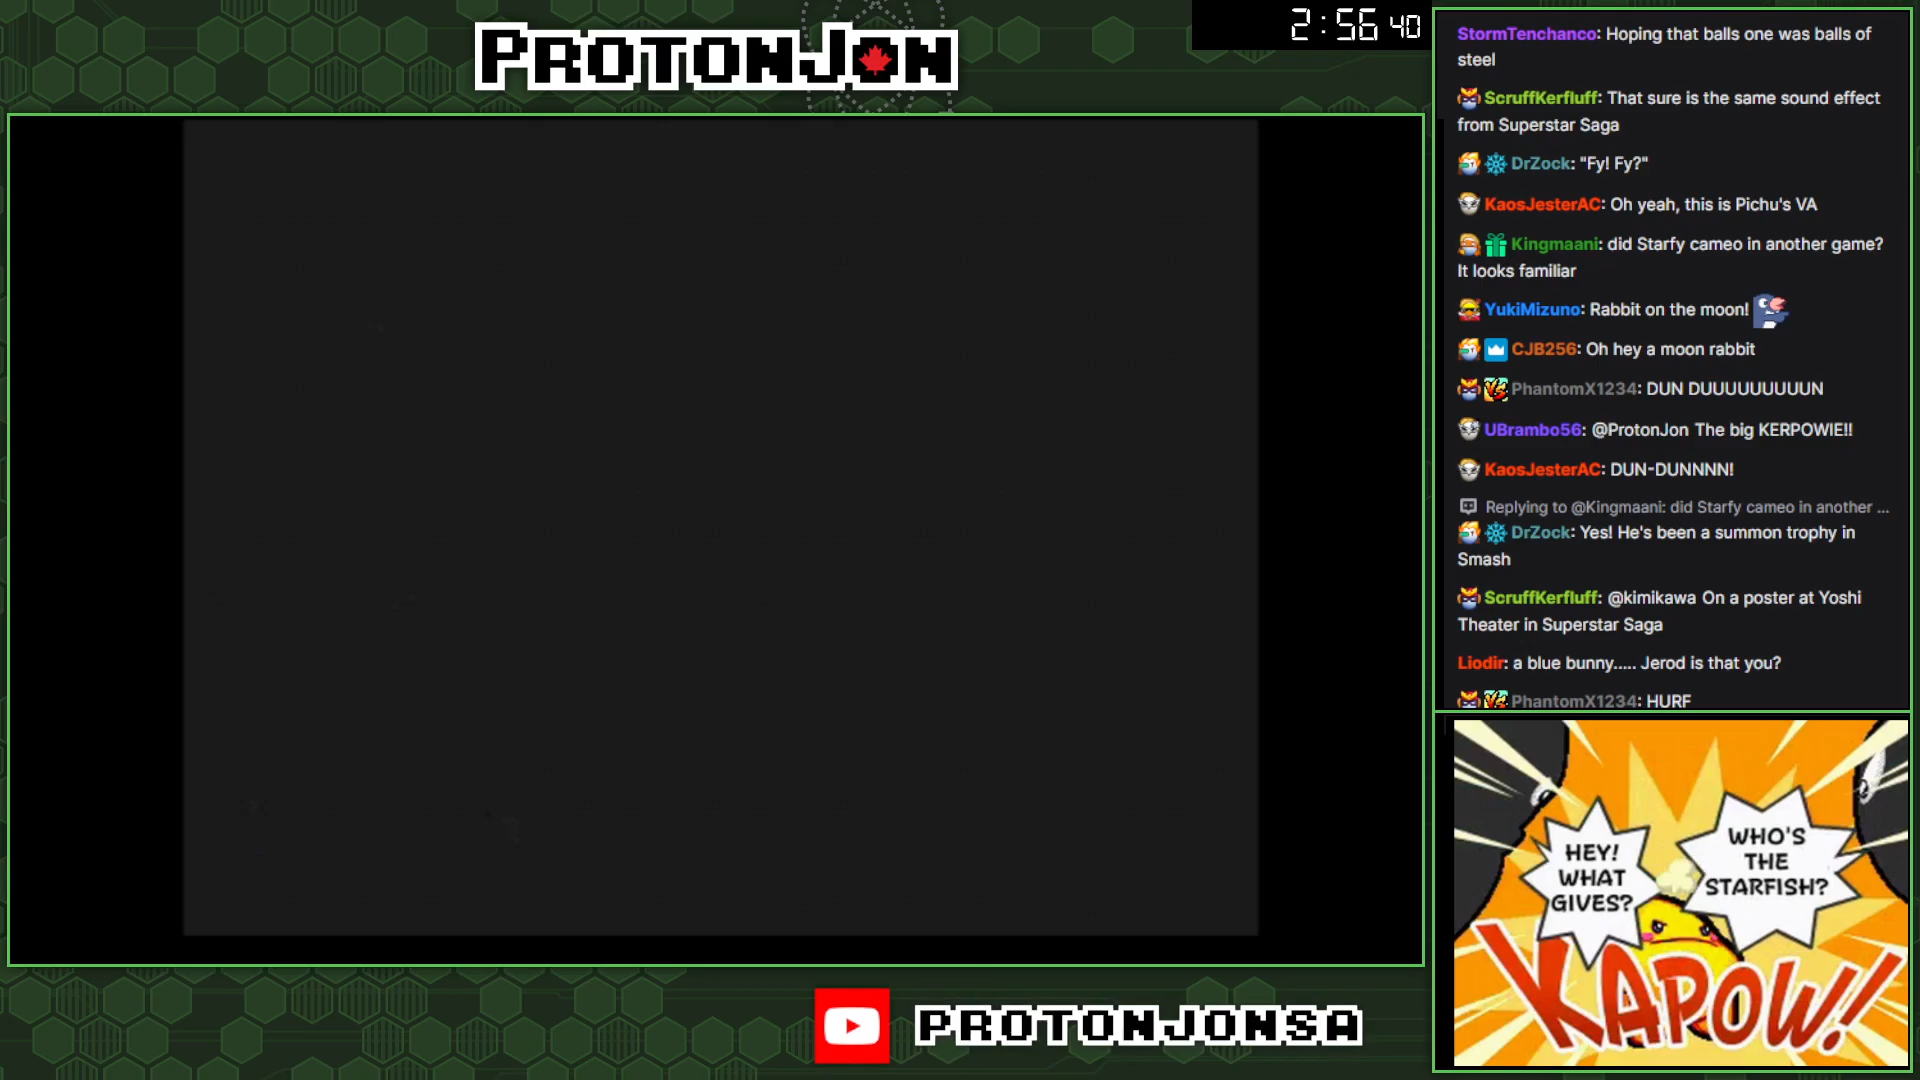 PROTONJON
2:56 40
StormTenchanco: Hoping that balls one was balls of
steel
ScruffKerfluff: That sure is the same sound effect
from Superstar Saga
DrZock: "Fy! Fy?"
KaosJesterAC: Oh yeah, this is Pichu's VA
Kingmaani: did Starfy cameo in another game?
It looks familiar
YukiMizuno: Rabbit on the moon!
CJB256: Oh hey a moon rabbit
PhantomX1234: DUN DUUUUUUUUUN
UBrambo56: @ProtonJon The big KERPOWIE!!
KaosJesterAC: DUN-DUNNNN!
Replying to @Kingmaani: did Starfy cameo in another ...
DrZock: Yes! He's been a summon trophy in
Smash
ScruffKerfluff: @kimikawa On a poster at Yoshi
Theater in Superstar Saga
Liodir: a blue bunny..... Jerod is that you?
PhantomX1234: HURF
HEY!
WHAT
GIVES?
WHO'S
THE
STARFISH?
KAPOW!
PROTONJONSA